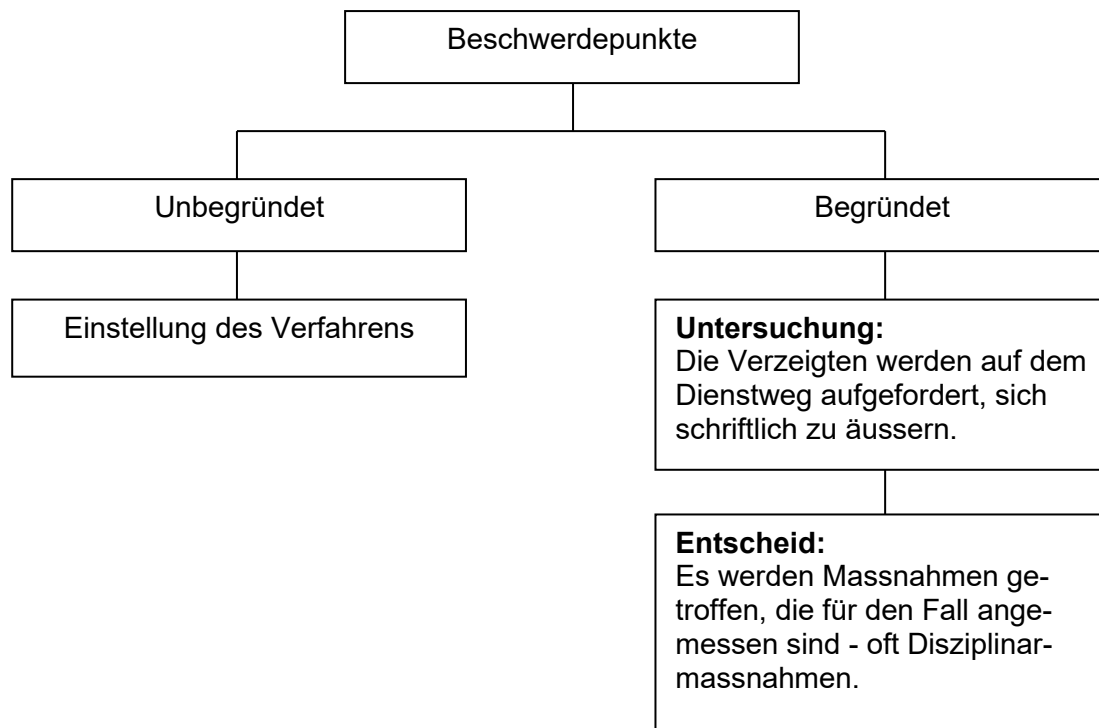 Beschwerdepunkte
Unbegründet
Begründet
Einstellung des Verfahrens
Untersuchung:
Die Verzeigten werden auf dem
Dienstweg aufgefordert, sich
schriftlich zu äussern.
Entscheid:
Es werden Massnahmen ge-
troffen, die für den Fall ange-
messen sind - oft Disziplinar-
massnahmen.